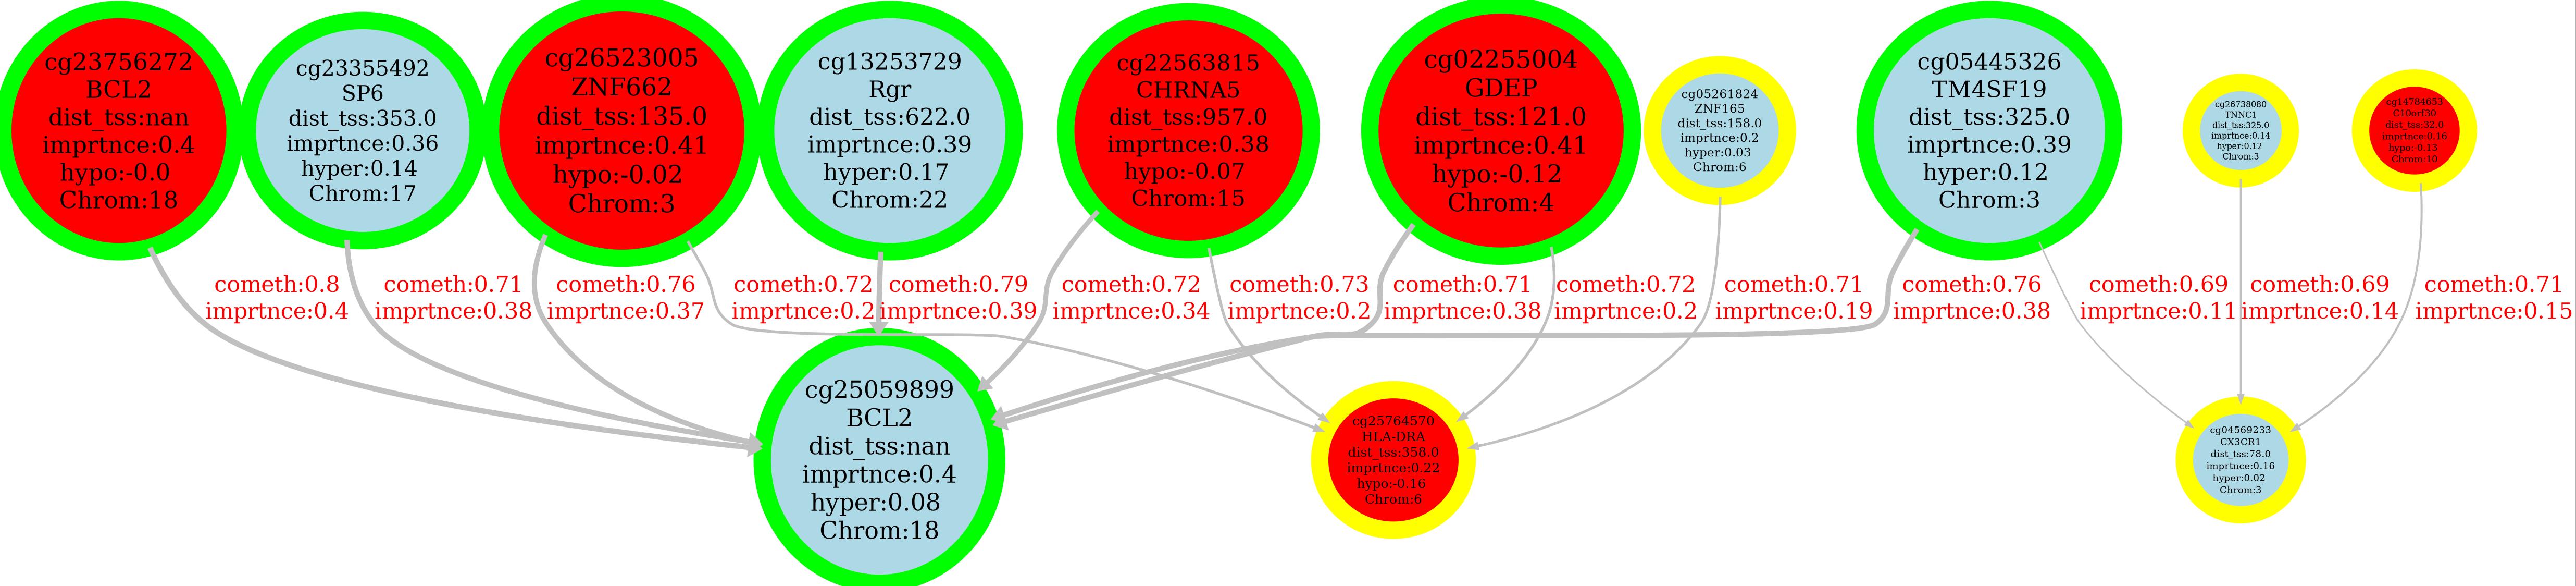 cg23756272
BCL2
dist_tss:nan
imprtnce:0.4
hypo:-0.0
Chrom:18
cg23355492
SP6
dist_tss:353.0
imprtnce:0.36
hyper:0.14
Chrom:17
cg26523005
ZNF662
dist_tss:135.0
imprtnce:0.41
hypo:-0.02
Chrom:3
cg13253729
Rgr
dist_tss:622.0
imprtnce:0.39
hyper:0.17
Chrom:22
cg22563815
CHRNA5
dist_tss:957.0
imprtnce:0.38
hypo:-0.07
Chrom:15
cg02255004
GDEP
dist_tss:121.0
imprtnce:0.41
hypo:-0.12
Chrom:4
cg05261824
ZNF165
dist_tss:158.0
imprtnce:0.2
hyper:0.03
Chrom:6
cg05445326
TM4SF19
dist_tss:325.0
imprtnce:0.39
hyper:0.12
Chrom:3
cg26738080
TNNC1
dist_tss:325.0
imprtnce:0.14
hyper:0.12
Chrom:3
cg14784653
C10orf30
dist_tss:32.0
imprtnce:0.16
hypo:-0.13
Chrom:10
cometh:0.8
imprtnce:0.4
cometh:0.71
imprtnce:0.38
cometh:0.76
imprtnce:0.37
cometh:0.72
imprtnce:0.2
cometh:0.79
imprtnce:0.39
cometh:0.72
imprtnce:0.34
cometh:0.73
imprtnce:0.2
cometh:0.71
imprtnce:0.38
cometh:0.72
imprtnce:0.2
cometh:0.71
imprtnce:0.19
cometh:0.76
imprtnce:0.38
cometh:0.69
imprtnce:0.11
cometh:0.69
imprtnce:0.14
cometh:0.71
imprtnce:0.15
cg25059899
BCL2
dist_tss:nan
imprtnce:0.4
hyper:0.08
Chrom:18
cg25764570
HLA-DRA
dist_tss:358.0
imprtnce:0.22
hypo:-0.16
Chrom:6
cg04569233
CX3CR1
dist_tss:78.0
imprtnce:0.16
hyper:0.02
Chrom:3